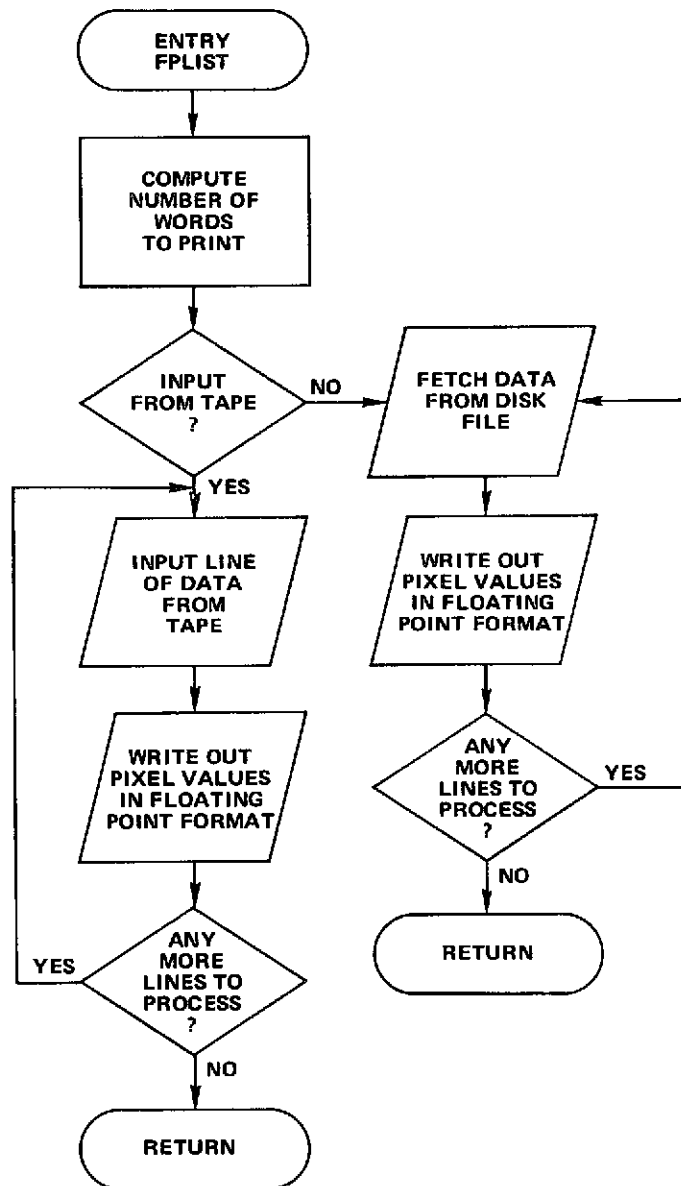 ENTRY
FPLIST
COMPUTE
NUMBER OF
WORDS
TO PRINT
INPUT
FROM TAPE
?
NO
YES
FETCH DATA
FROM DISK
FILE
WRITE OUT
PIXEL VALUES
IN FLOATING
POINT FORMAT
ANY
MORE
LINES TO
PROCESS
?
YES
NO
RETURN
INPUT LINE
OF DATA
FROM
TAPE
WRITE OUT
PIXEL VALUES
IN FLOATING
POINT FORMAT
ANY
MORE
LINES TO
PROCESS
?
YES
NO
RETURN